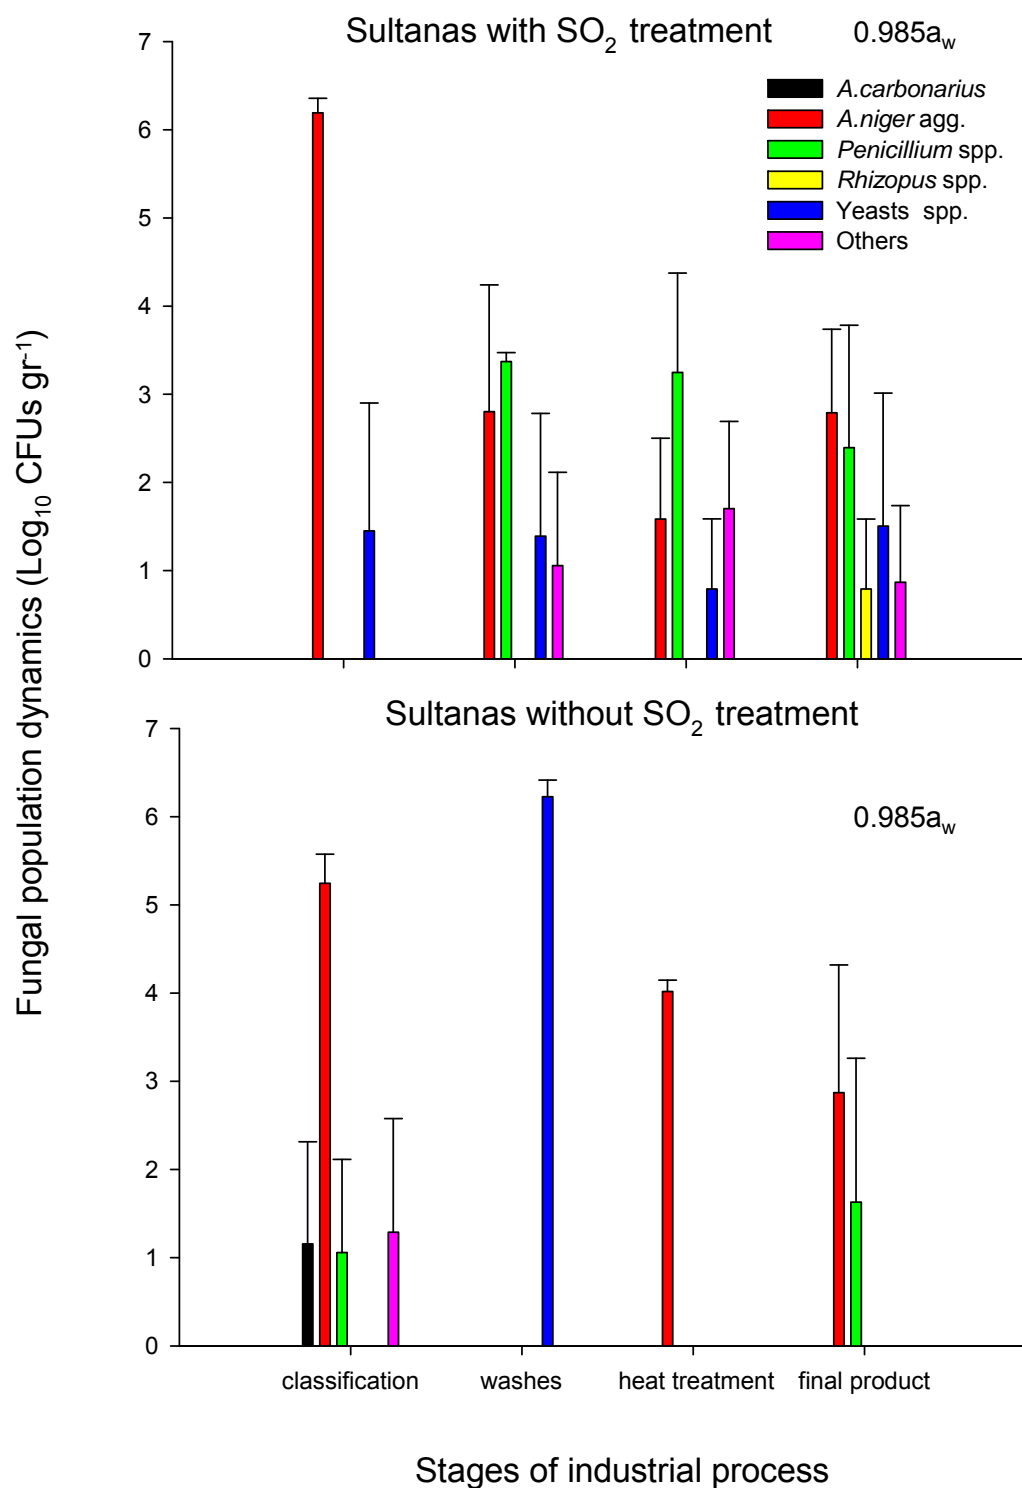 Sultanas with SO₂ treatment 0.985a_w
A.carbonarius
A.niger agg.
Penicillium spp.
Rhizopus spp.
Yeasts spp.
Others
7
6
5
4
3
2
1
0
Fungal population dynamics (Log₁₀ CFUs gr⁻¹)
Sultanas without SO₂ treatment
0.985a_w
7
6
5
4
3
2
1
0
classification washes heat treatment final product
Stages of industrial process